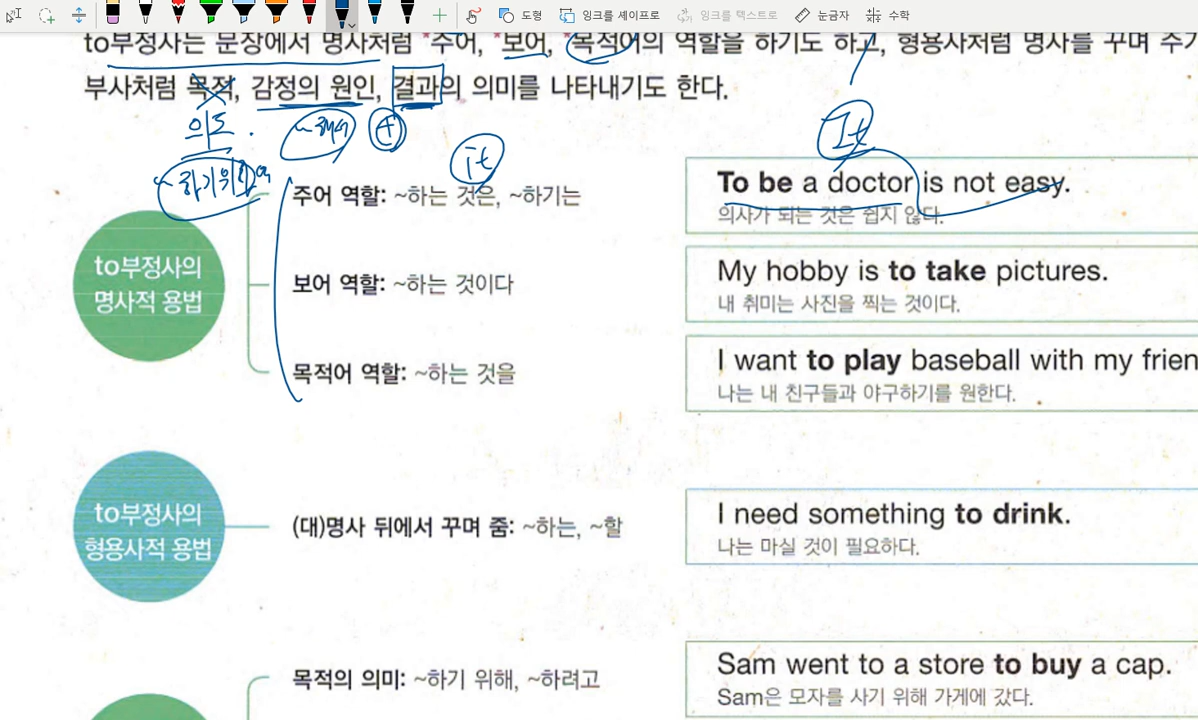 도형
잉크를 셰이프로
잉크를 텍스트로
눈금자
수학
to부정사는 문장에서 명사처럼 *주어, *보어, *목적어의 역할을 하기도 하고, 형용사처럼 명사를 꾸며 주기
부사처럼 목적, 감정의 원인, 결과의 의미를 나타내기도 한다.
의도.
~해서
~하기위하여
it
It
to부정사의
명사적 용법
주어 역할: ~하는 것은, ~하기는
To be a doctor is not easy.
의사가 되는 것은 쉽지 않다.
보어 역할: ~하는 것이다
My hobby is to take pictures.
내 취미는 사진을 찍는 것이다.
목적어 역할: ~하는 것을
I want to play baseball with my frien
나는 내 친구들과 야구하기를 원한다.
to부정사의
형용사적 용법
(대)명사 뒤에서 꾸며 줌: ~하는, ~할
I need something to drink.
나는 마실 것이 필요하다.
목적의 의미: ~하기 위해, ~하려고
Sam went to a store to buy a cap.
Sam은 모자를 사기 위해 가게에 갔다.